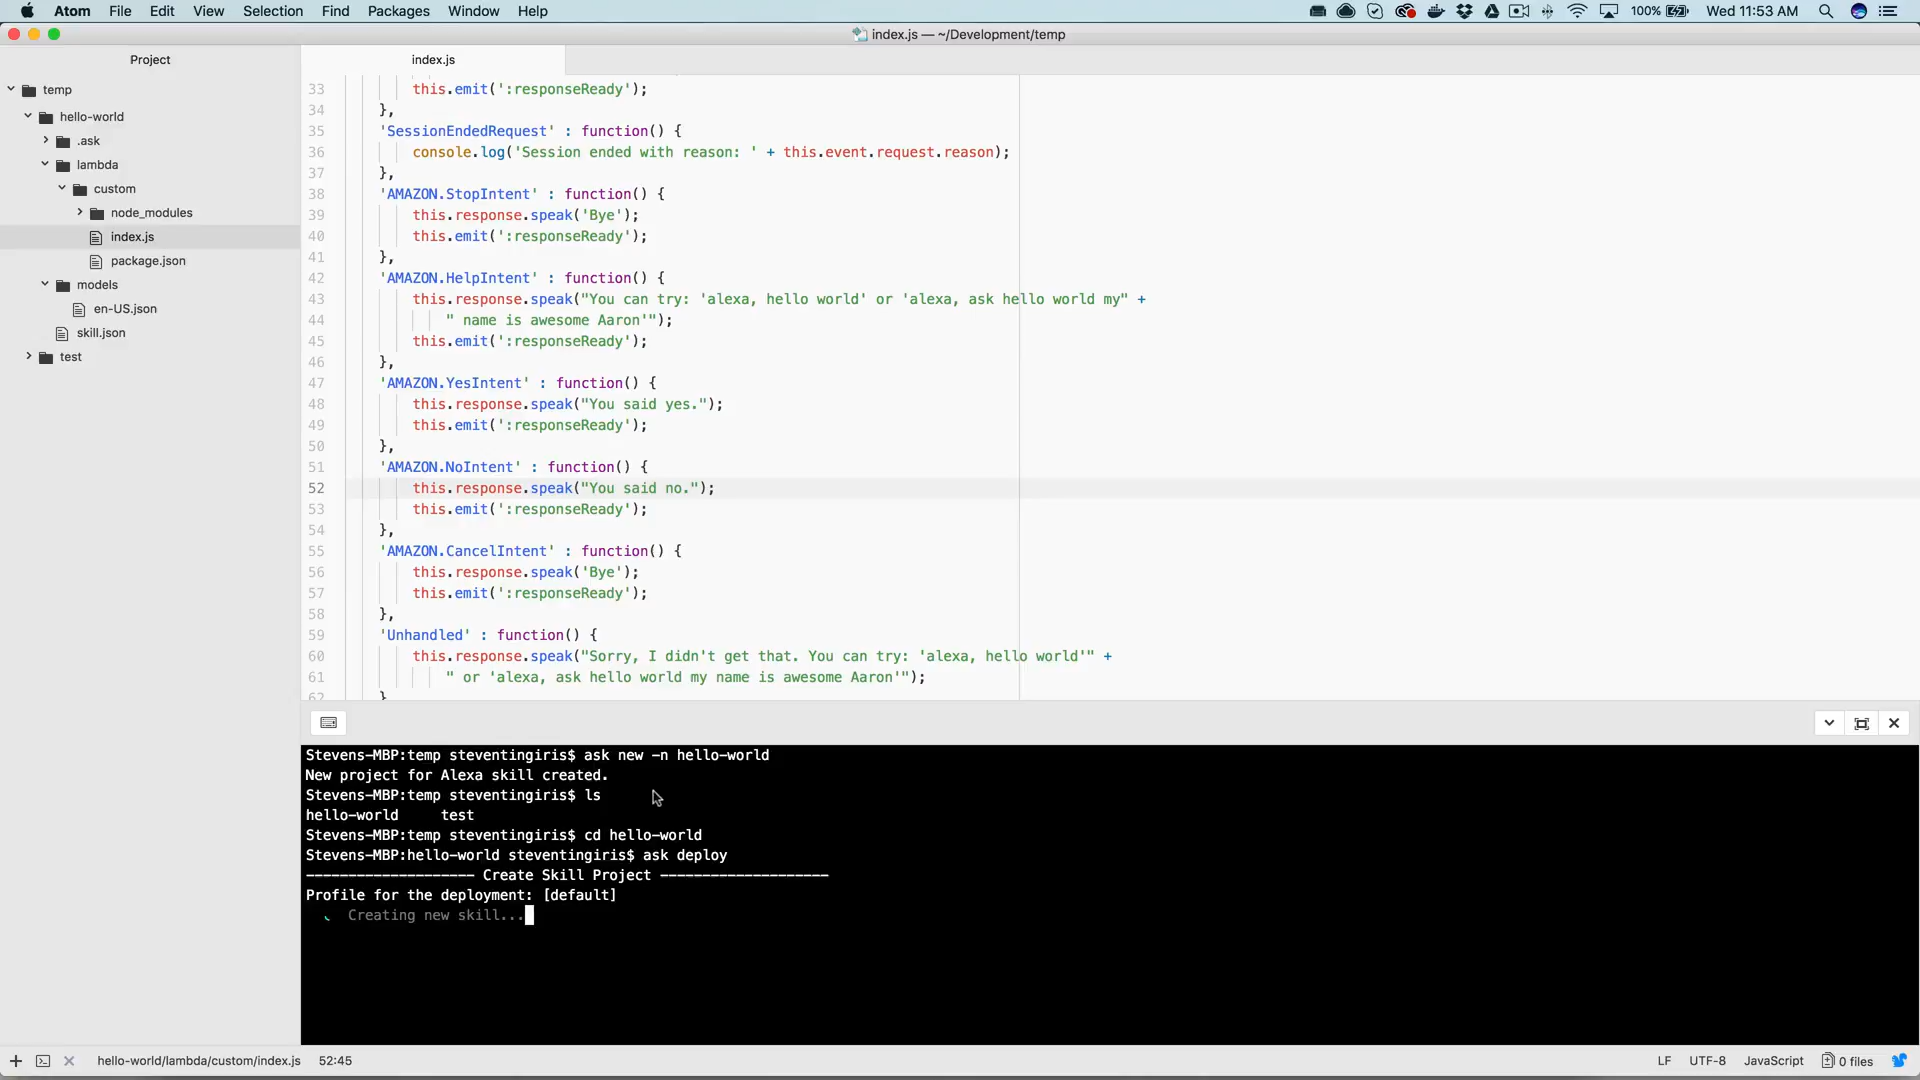 Atom File Edit View Selection Find Packages Window Help 100% Wed 11:53 AM
index.js — ~/Development/temp
Project
index.js
temp
hello-world
.ask
lambda
custom
node_modules
index.js
package.json
models
en-US.json
skill.json
test
33 this.emit(':responseReady');
34 },
35 'SessionEndedRequest' : function() {
36 console.log('Session ended with reason: ' + this.event.request.reason);
37 },
38 'AMAZON.StopIntent' : function() {
39 this.response.speak('Bye');
40 this.emit(':responseReady');
41 },
42 'AMAZON.HelpIntent' : function() {
43 this.response.speak("You can try: 'alexa, hello world' or 'alexa, ask hello world my" +
44 " name is awesome Aaron'");
45 this.emit(':responseReady');
46 },
47 'AMAZON.YesIntent' : function() {
48 this.response.speak("You said yes.");
49 this.emit(':responseReady');
50 },
51 'AMAZON.NoIntent' : function() {
52 this.response.speak("You said no.");
53 this.emit(':responseReady');
54 },
55 'AMAZON.CancelIntent' : function() {
56 this.response.speak('Bye');
57 this.emit(':responseReady');
58 },
59 'Unhandled' : function() {
60 this.response.speak("Sorry, I didn't get that. You can try: 'alexa, hello world'" +
61 " or 'alexa, ask hello world my name is awesome Aaron'");
62 }
Stevens-MBP:temp steventingiris$ ask new -n hello-world
New project for Alexa skill created.
Stevens-MBP:temp steventingiris$ ls
hello-world test
Stevens-MBP:temp steventingiris$ cd hello-world
Stevens-MBP:hello-world steventingiris$ ask deploy
-------------------- Create Skill Project --------------------
Profile for the deployment: [default]
Creating new skill...
hello-world/lambda/custom/index.js 52:45 LF UTF-8 JavaScript 0 files